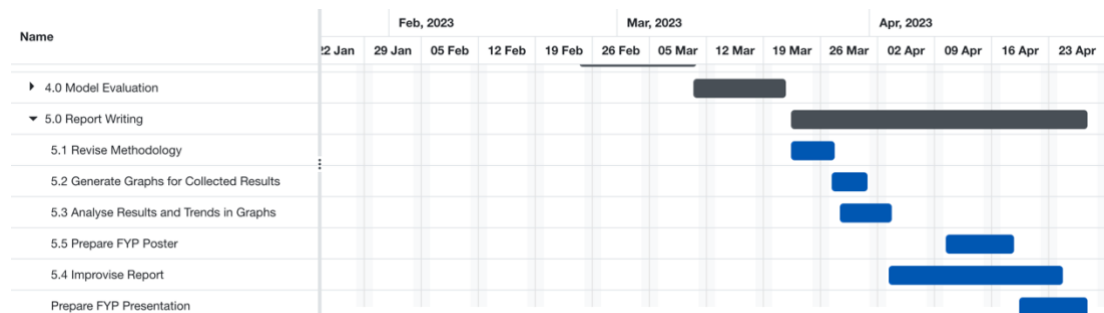 Name
Feb, 2023 Mar, 2023 Apr, 2023
22 Jan 29 Jan 05 Feb 12 Feb 19 Feb 26 Feb 05 Mar 12 Mar 19 Mar 26 Mar 02 Apr 09 Apr 16 Apr 23 Apr
4.0 Model Evaluation
5.0 Report Writing
5.1 Revise Methodology
5.2 Generate Graphs for Collected Results
5.3 Analyse Results and Trends in Graphs
5.5 Prepare FYP Poster
5.4 Improvise Report
Prepare FYP Presentation